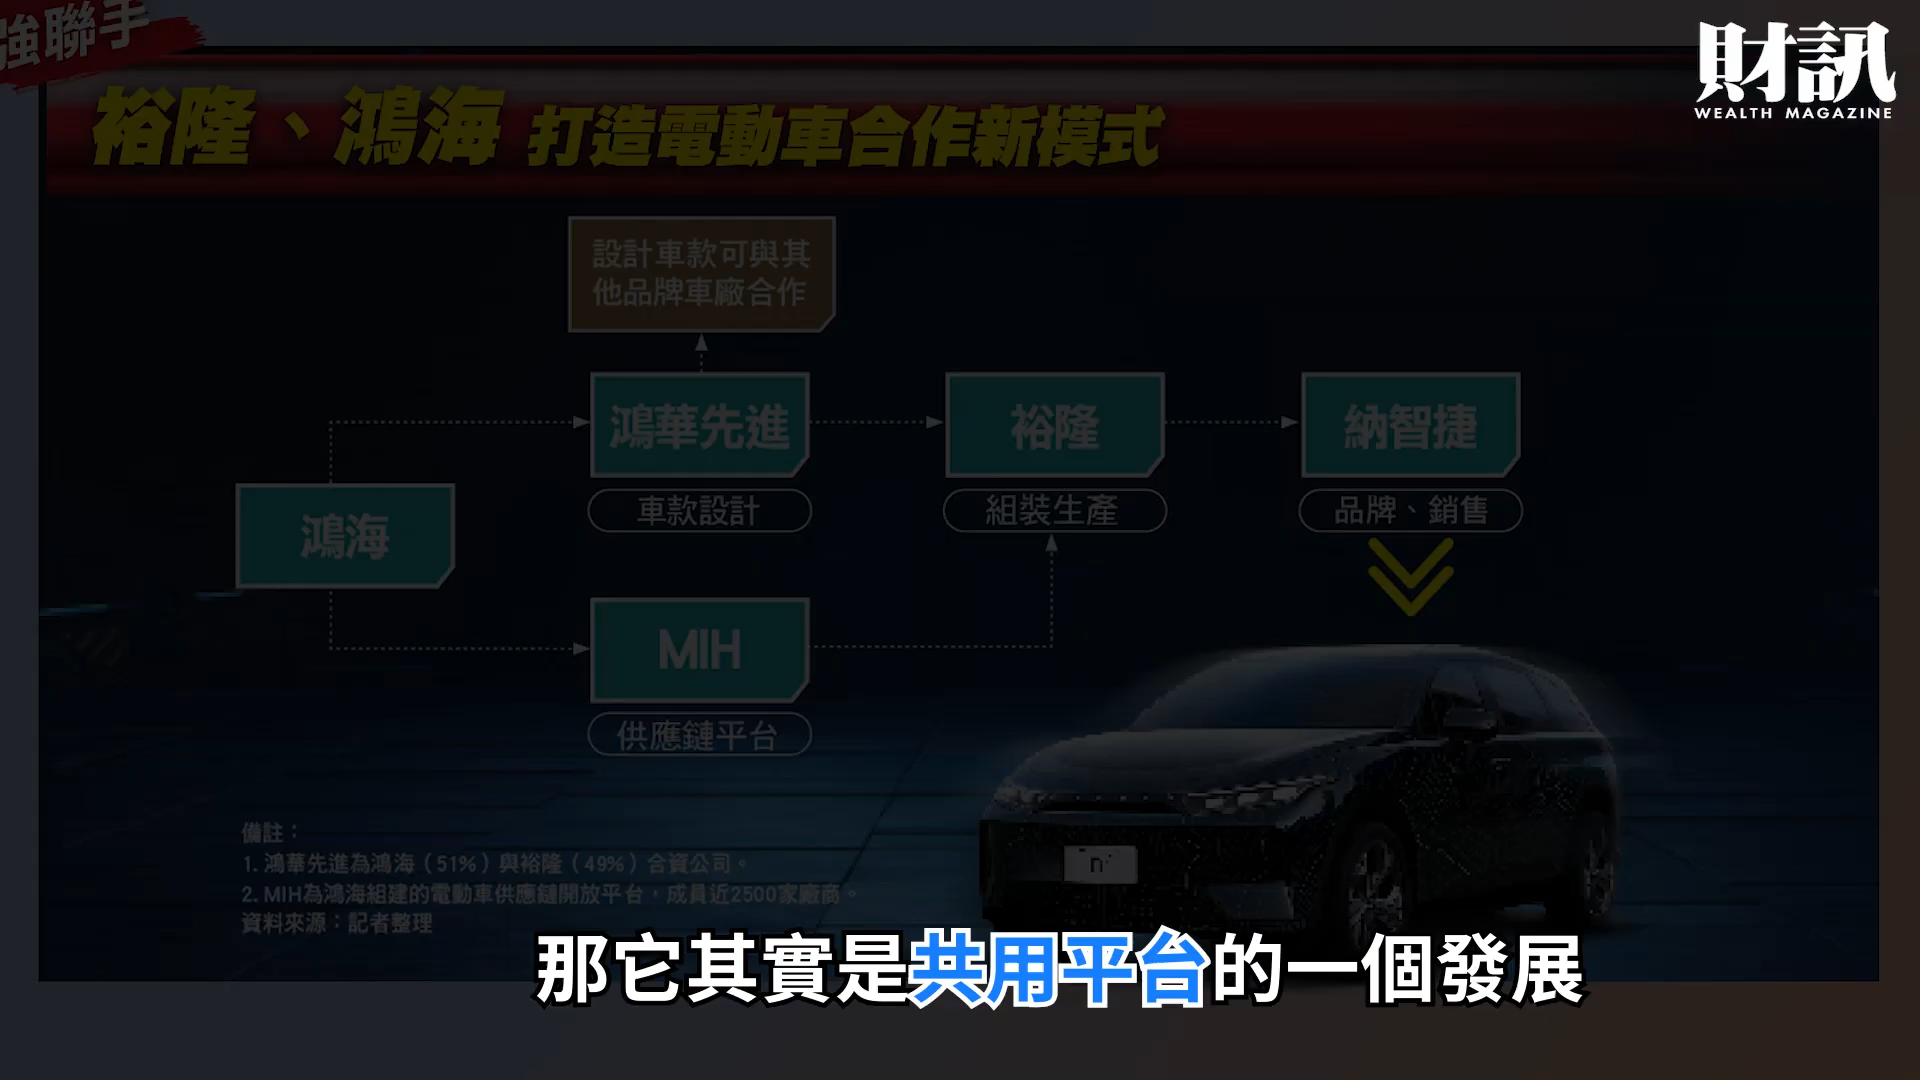 強聯手
財訊
WEALTH MAGAZINE
裕隆、鴻海 打造電動車合作新模式
設計車款可與其
他品牌車廠合作
鴻華先進
裕隆
納智捷
車款設計
組裝生產
品牌、銷售
鴻海
MIH
供應鏈平台
n⁷
備註：
1. 鴻華先進為鴻海（51%）與裕隆（49%）合資公司。
2. MIH為鴻海組建的電動車供應鏈開放平台，成員近2500家廠商。
資料來源：記者整理
那它其實是共用平台的一個發展